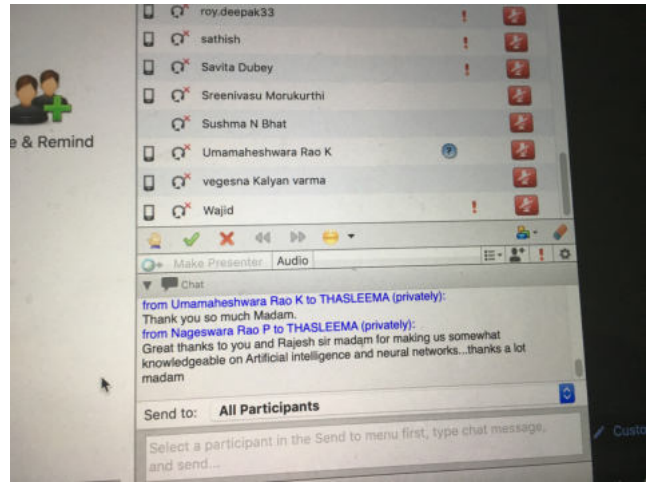 roy.deepak33
sathish
Savita Dubey
Sreenivasu Morukurthi
Sushma N Bhat
e & Remind
Umamaheshwara Rao K
vegesna Kalyan varma
Wajid
Make Presenter
Audio
Chat
from Umamaheshwara Rao K to THASLEEMA (privately):
Thank you so much Madam.
from Nageswara Rao P to THASLEEMA (privately):
Great thanks to you and Rajesh sir madam for making us somewhat
knowledgeable on Artificial intelligence and neural networks...thanks a lot
madam
Send to: All Participants
Select a participant in the Send to menu first, type chat message,
and send...
Custo